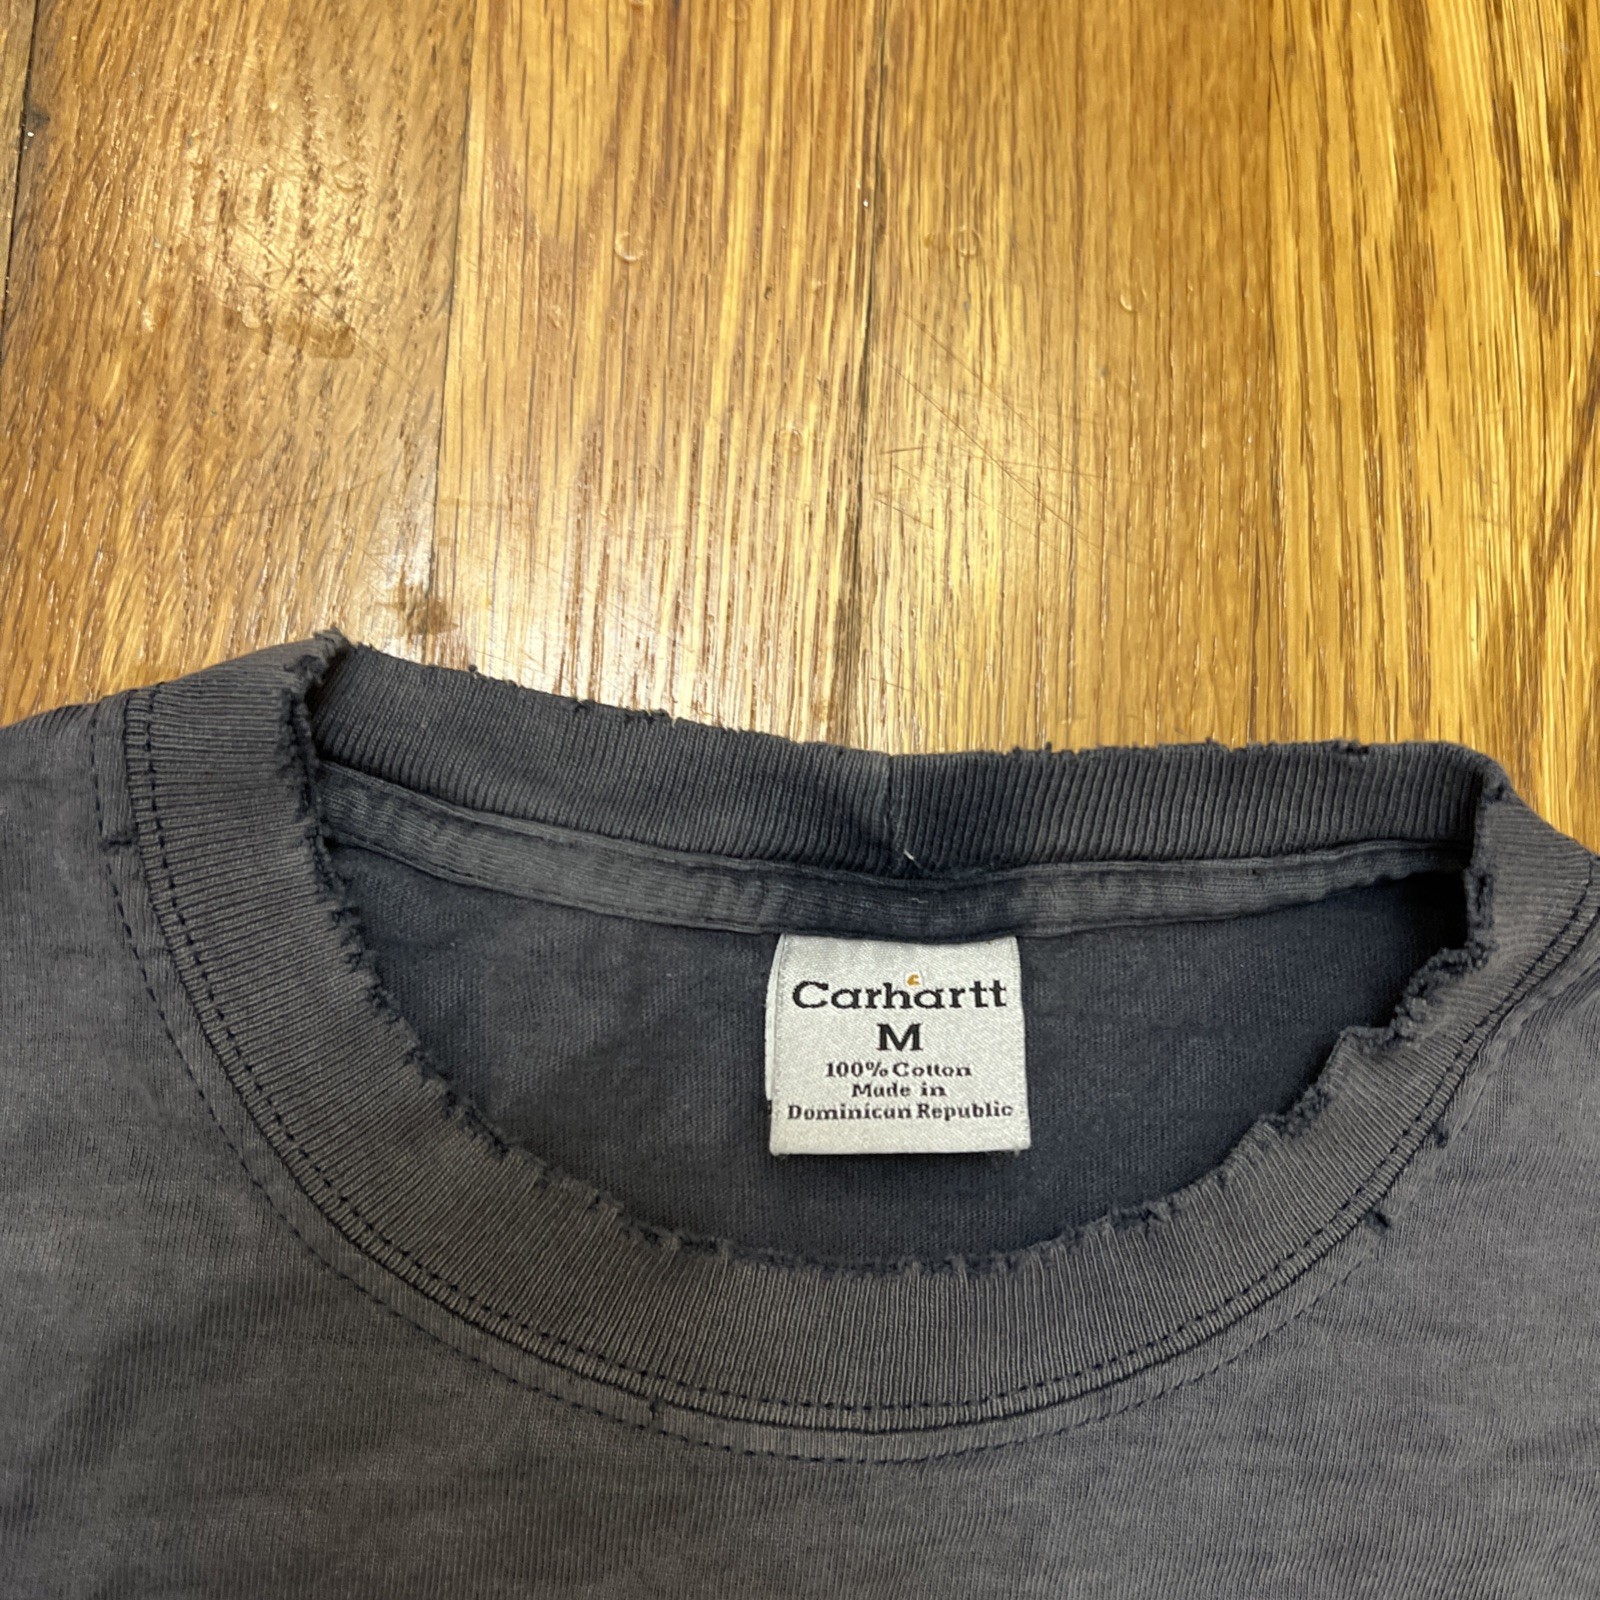 Carhartt
M
100% Cotton
Made in
Dominican Republic